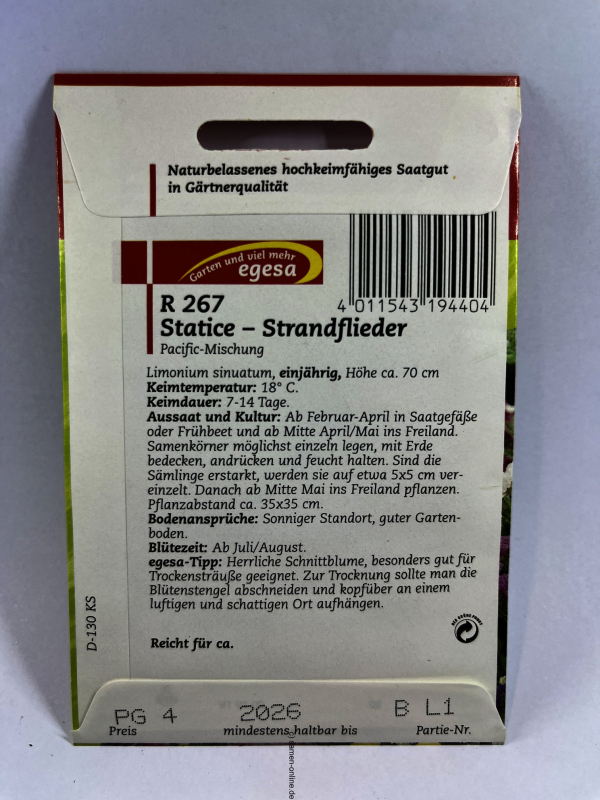 Naturbelassenes hochkeimfähiges Saatgut
in Gärtnerqualität
Garten und viel mehr
egesa
4 011543 194404
R 267
Statice – Strandflieder
Pacific-Mischung
Limonium sinuatum, einjährig, Höhe ca. 70 cm
Keimtemperatur: 18° C.
Keimdauer: 7-14 Tage.
Aussaat und Kultur: Ab Februar-April in Saatgefäße
oder Frühbeet und ab Mitte April/Mai ins Freiland.
Samenkörner möglichst einzeln legen, mit Erde
bedecken, andrücken und feucht halten. Sind die
Sämlinge erstarkt, werden sie auf etwa 5x5 cm ver-
einzelt. Danach ab Mitte Mai ins Freiland pflanzen.
Pflanzabstand ca. 35x35 cm.
Bodenansprüche: Sonniger Standort, guter Garten-
boden.
Blütezeit: Ab Juli/August.
egesa-Tipp: Herrliche Schnittblume, besonders gut für
Trockensträuße geeignet. Zur Trocknung sollte man die
Blütenstengel abschneiden und kopfüber an einem
luftigen und schattigen Ort aufhängen.
D-130 KS
DER GRÜNE PUNKT
Reicht für ca.
PG 4 2026 B L1
Preis mindestens haltbar bis Partie-Nr.
©samen-online.de